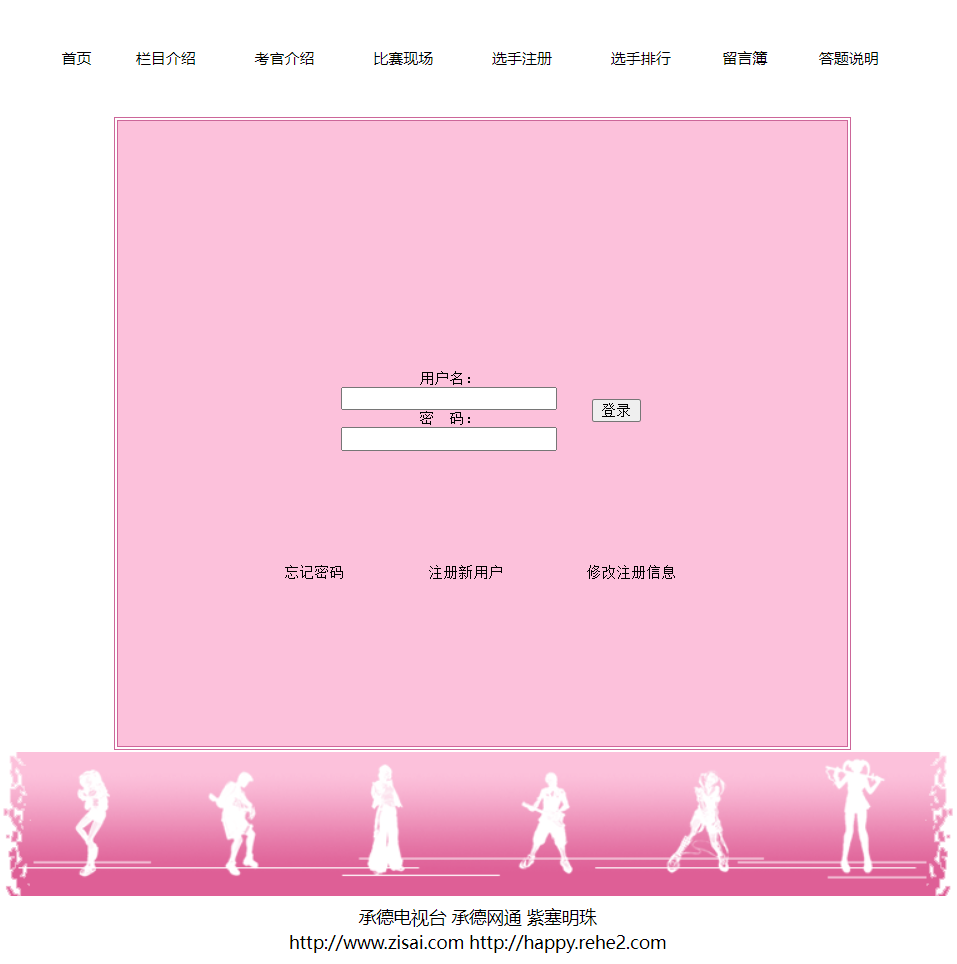 首页 栏目介绍 考官介绍 比赛现场 选手注册 选手排行 留言簿 答题说明
用户名：
登录
密　码：
忘记密码 注册新用户 修改注册信息
承德电视台 承德网通 紫塞明珠
http://www.zisai.com http://happy.rehe2.com